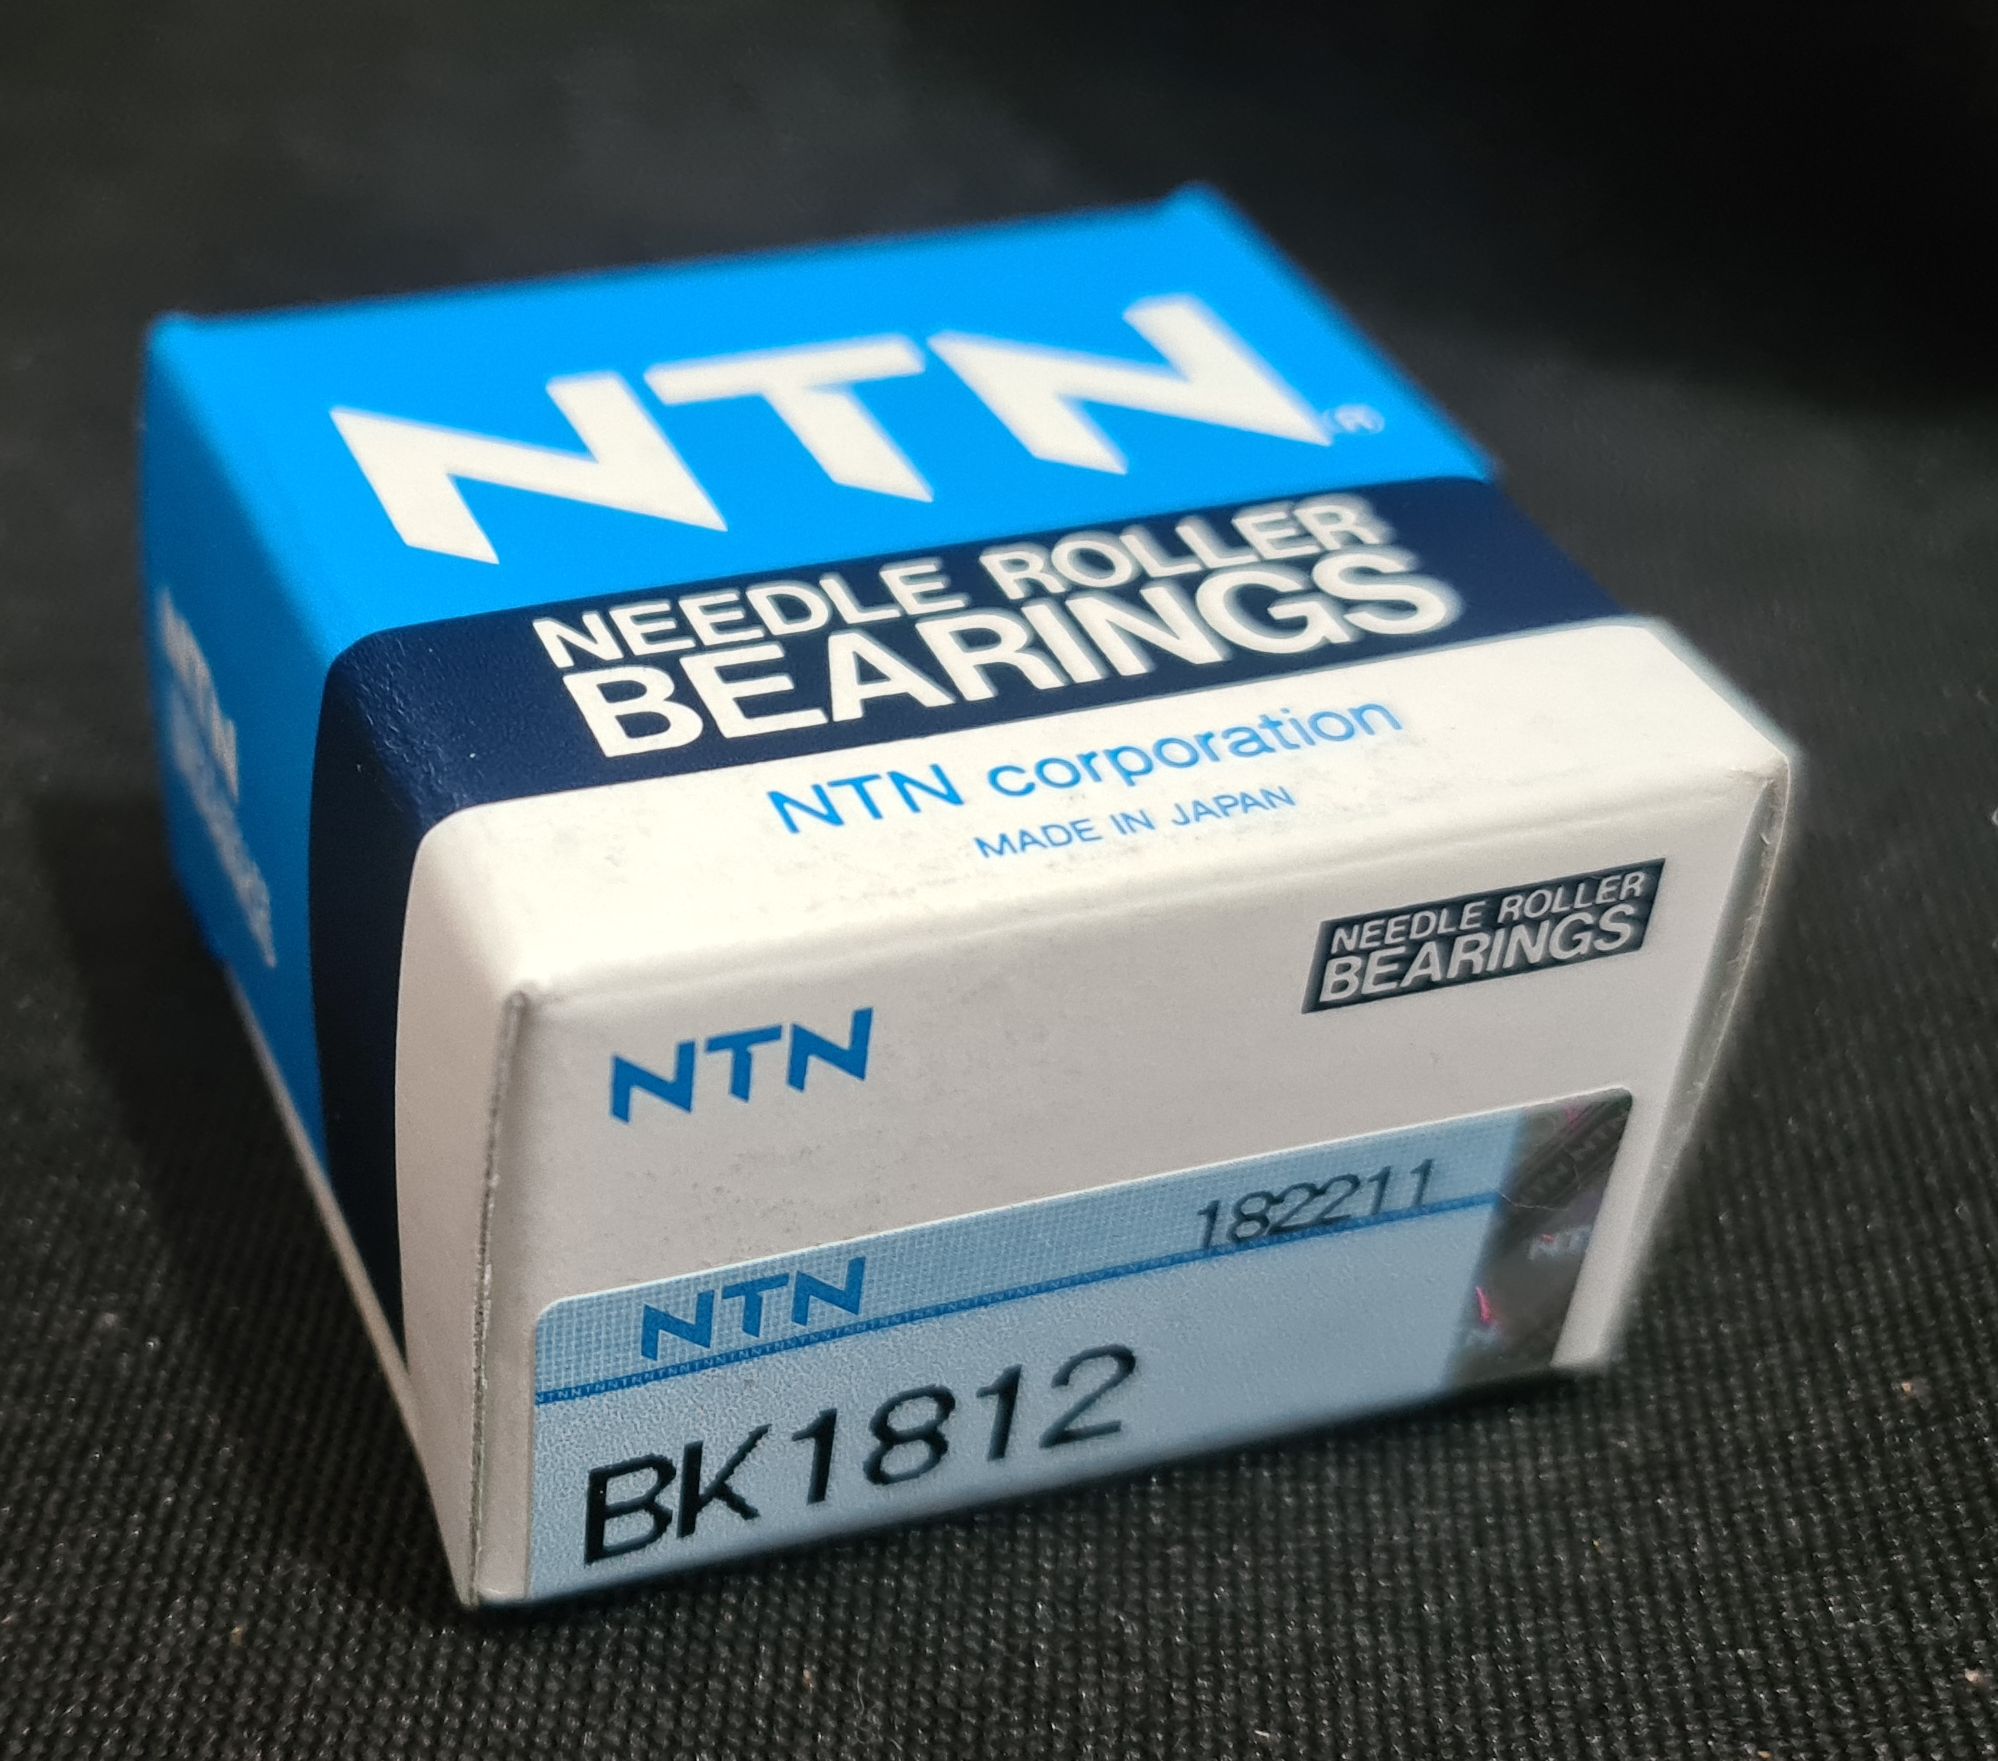 NTN®
NEEDLE ROLLER
BEARINGS
NTN corporation
MADE IN JAPAN
NTN
NEEDLE ROLLER
BEARINGS
NTN
182211
BK1812